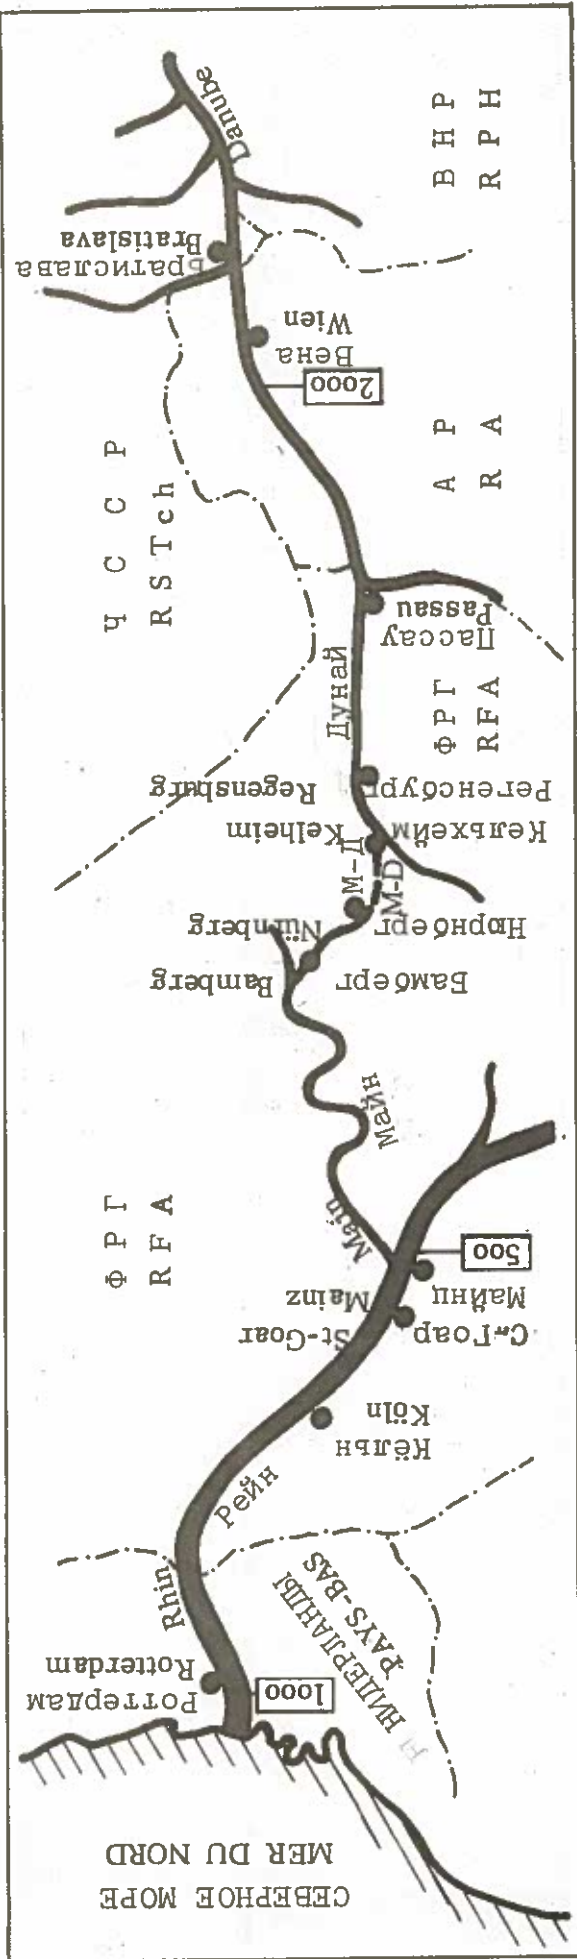 СЕВЕРНОЕ МОРЕ
MER DU NORD
Роттердам
Rotterdam
1000
Rhin
НИДЕРЛАНДЫ
PAYS-BAS
Рейн
Кёльн
Köln
С-Гоар
St-Goar
Майнц
Mainz
500
ФРГ
RFA
Main
Майн
Бамберг
Bamberg
Нюрнберг
Nürnberg
М-Д
M-D
Кельхейм
Kelheim
Регенсбург
Regensburg
ФРГ
RFA
Дунай
Пассау
Passau
ЧССР
RSTch
АР
RA
2000
Вена
Wien
Братислава
Bratislava
ВНР
RPH
Danube